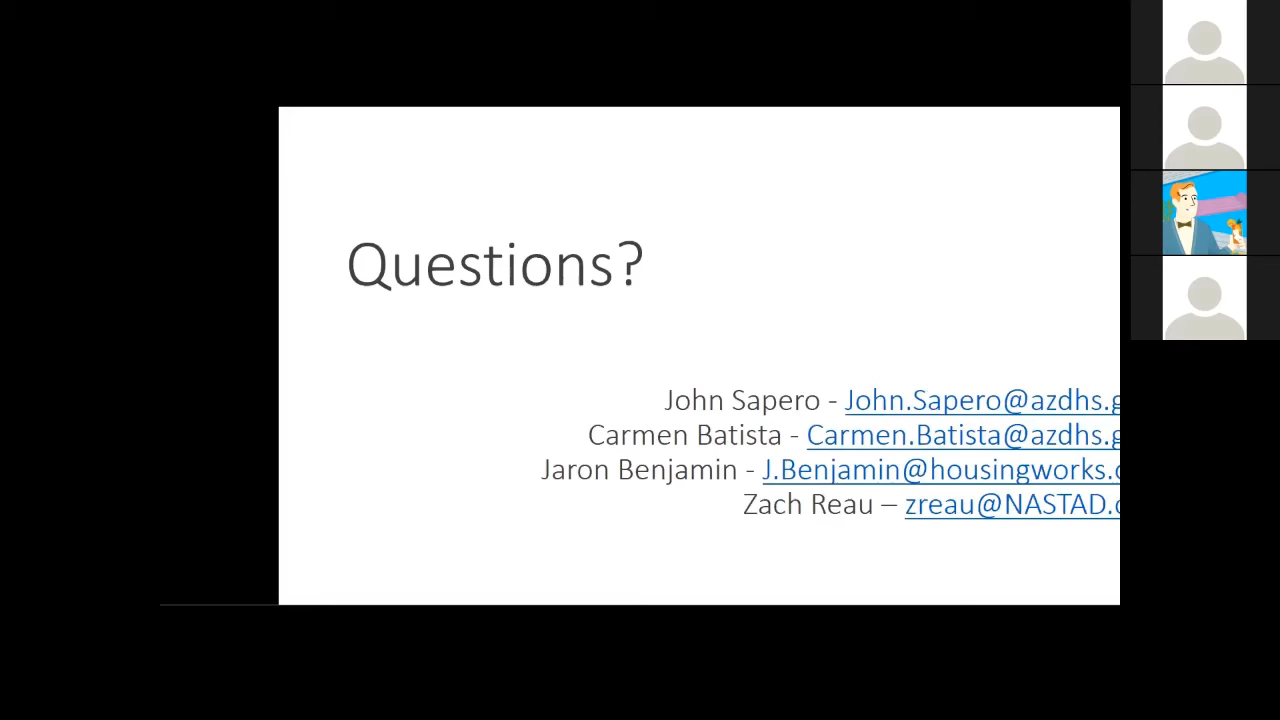 Questions?
John Sapero - John.Sapero@azdhs.g
Carmen Batista - Carmen.Batista@azdhs.g
Jaron Benjamin - J.Benjamin@housingworks.
Zach Reau – zreau@NASTAD.